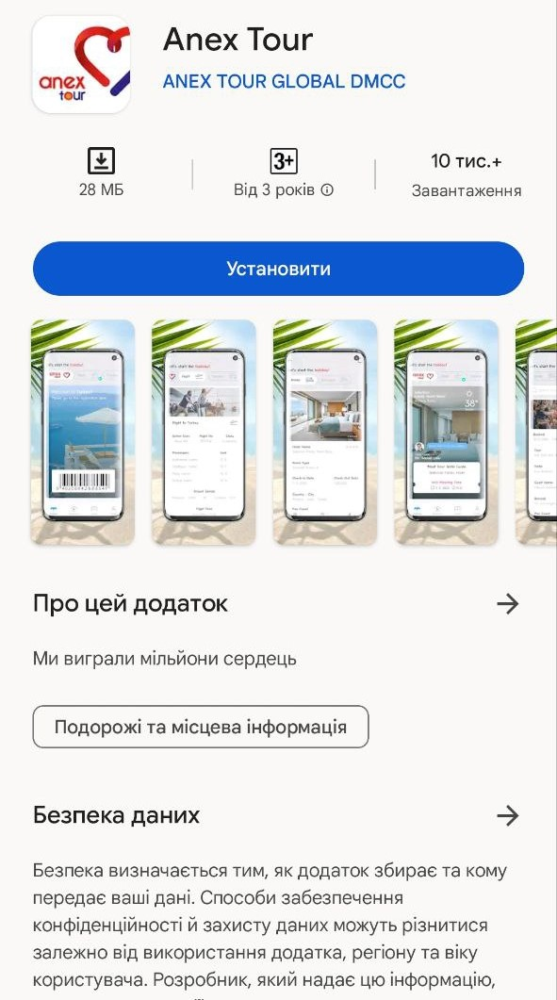 anex
tour
Anex Tour
ANEX TOUR GLOBAL DMCC
28 МБ
3+
Від 3 років
10 тис.+
Завантаження
Установити
38°
Про цей додаток
Ми виграли мільйони сердець
Подорожі та місцева інформація
Безпека даних
Безпека визначається тим, як додаток збирає та кому
передає ваші дані. Способи забезпечення
конфіденційності й захисту даних можуть різнитися
залежно від використання додатка, регіону та віку
користувача. Розробник, який надає цю інформацію,